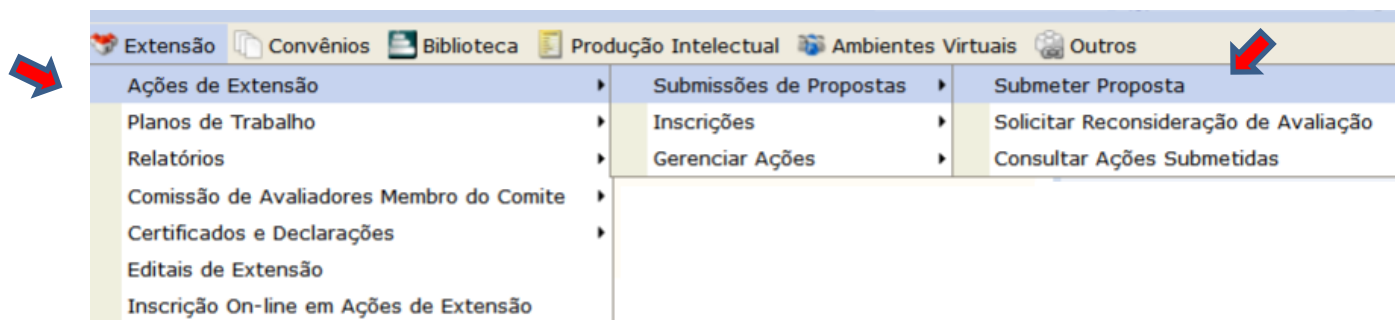 Extensão Convênios Biblioteca Produção Intelectual Ambientes Virtuais Outros
Ações de Extensão Submissões de Propostas Submeter Proposta
Planos de Trabalho Inscrições Solicitar Reconsideração de Avaliação
Relatórios Gerenciar Ações Consultar Ações Submetidas
Comissão de Avaliadores Membro do Comite
Certificados e Declarações
Editais de Extensão
Inscrição On-line em Ações de Extensão